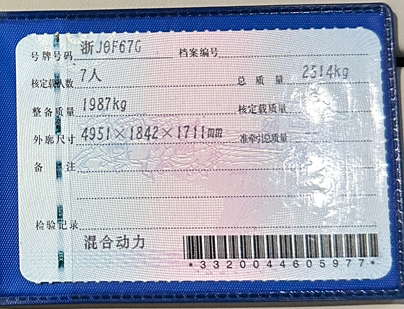 号牌号码 浙J0F67G 档案编号
核定载人数 7人 总质量 2514kg
整备质量 1987kg 核定载质量
外廓尺寸 4951×1842×1711mm 准牵引总质量
备注
检验记录
混合动力
*3320044605977*